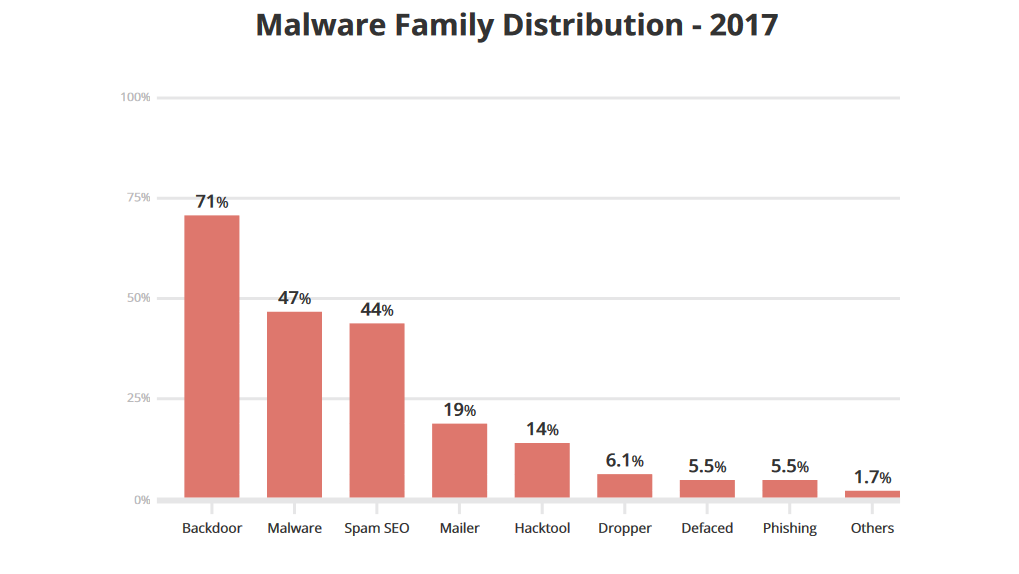 Malware Family Distribution - 2017
100%
75%
50%
25%
0%
71%
47%
44%
19%
14%
6.1%
5.5%
5.5%
1.7%
Backdoor
Malware
Spam SEO
Mailer
Hacktool
Dropper
Defaced
Phishing
Others